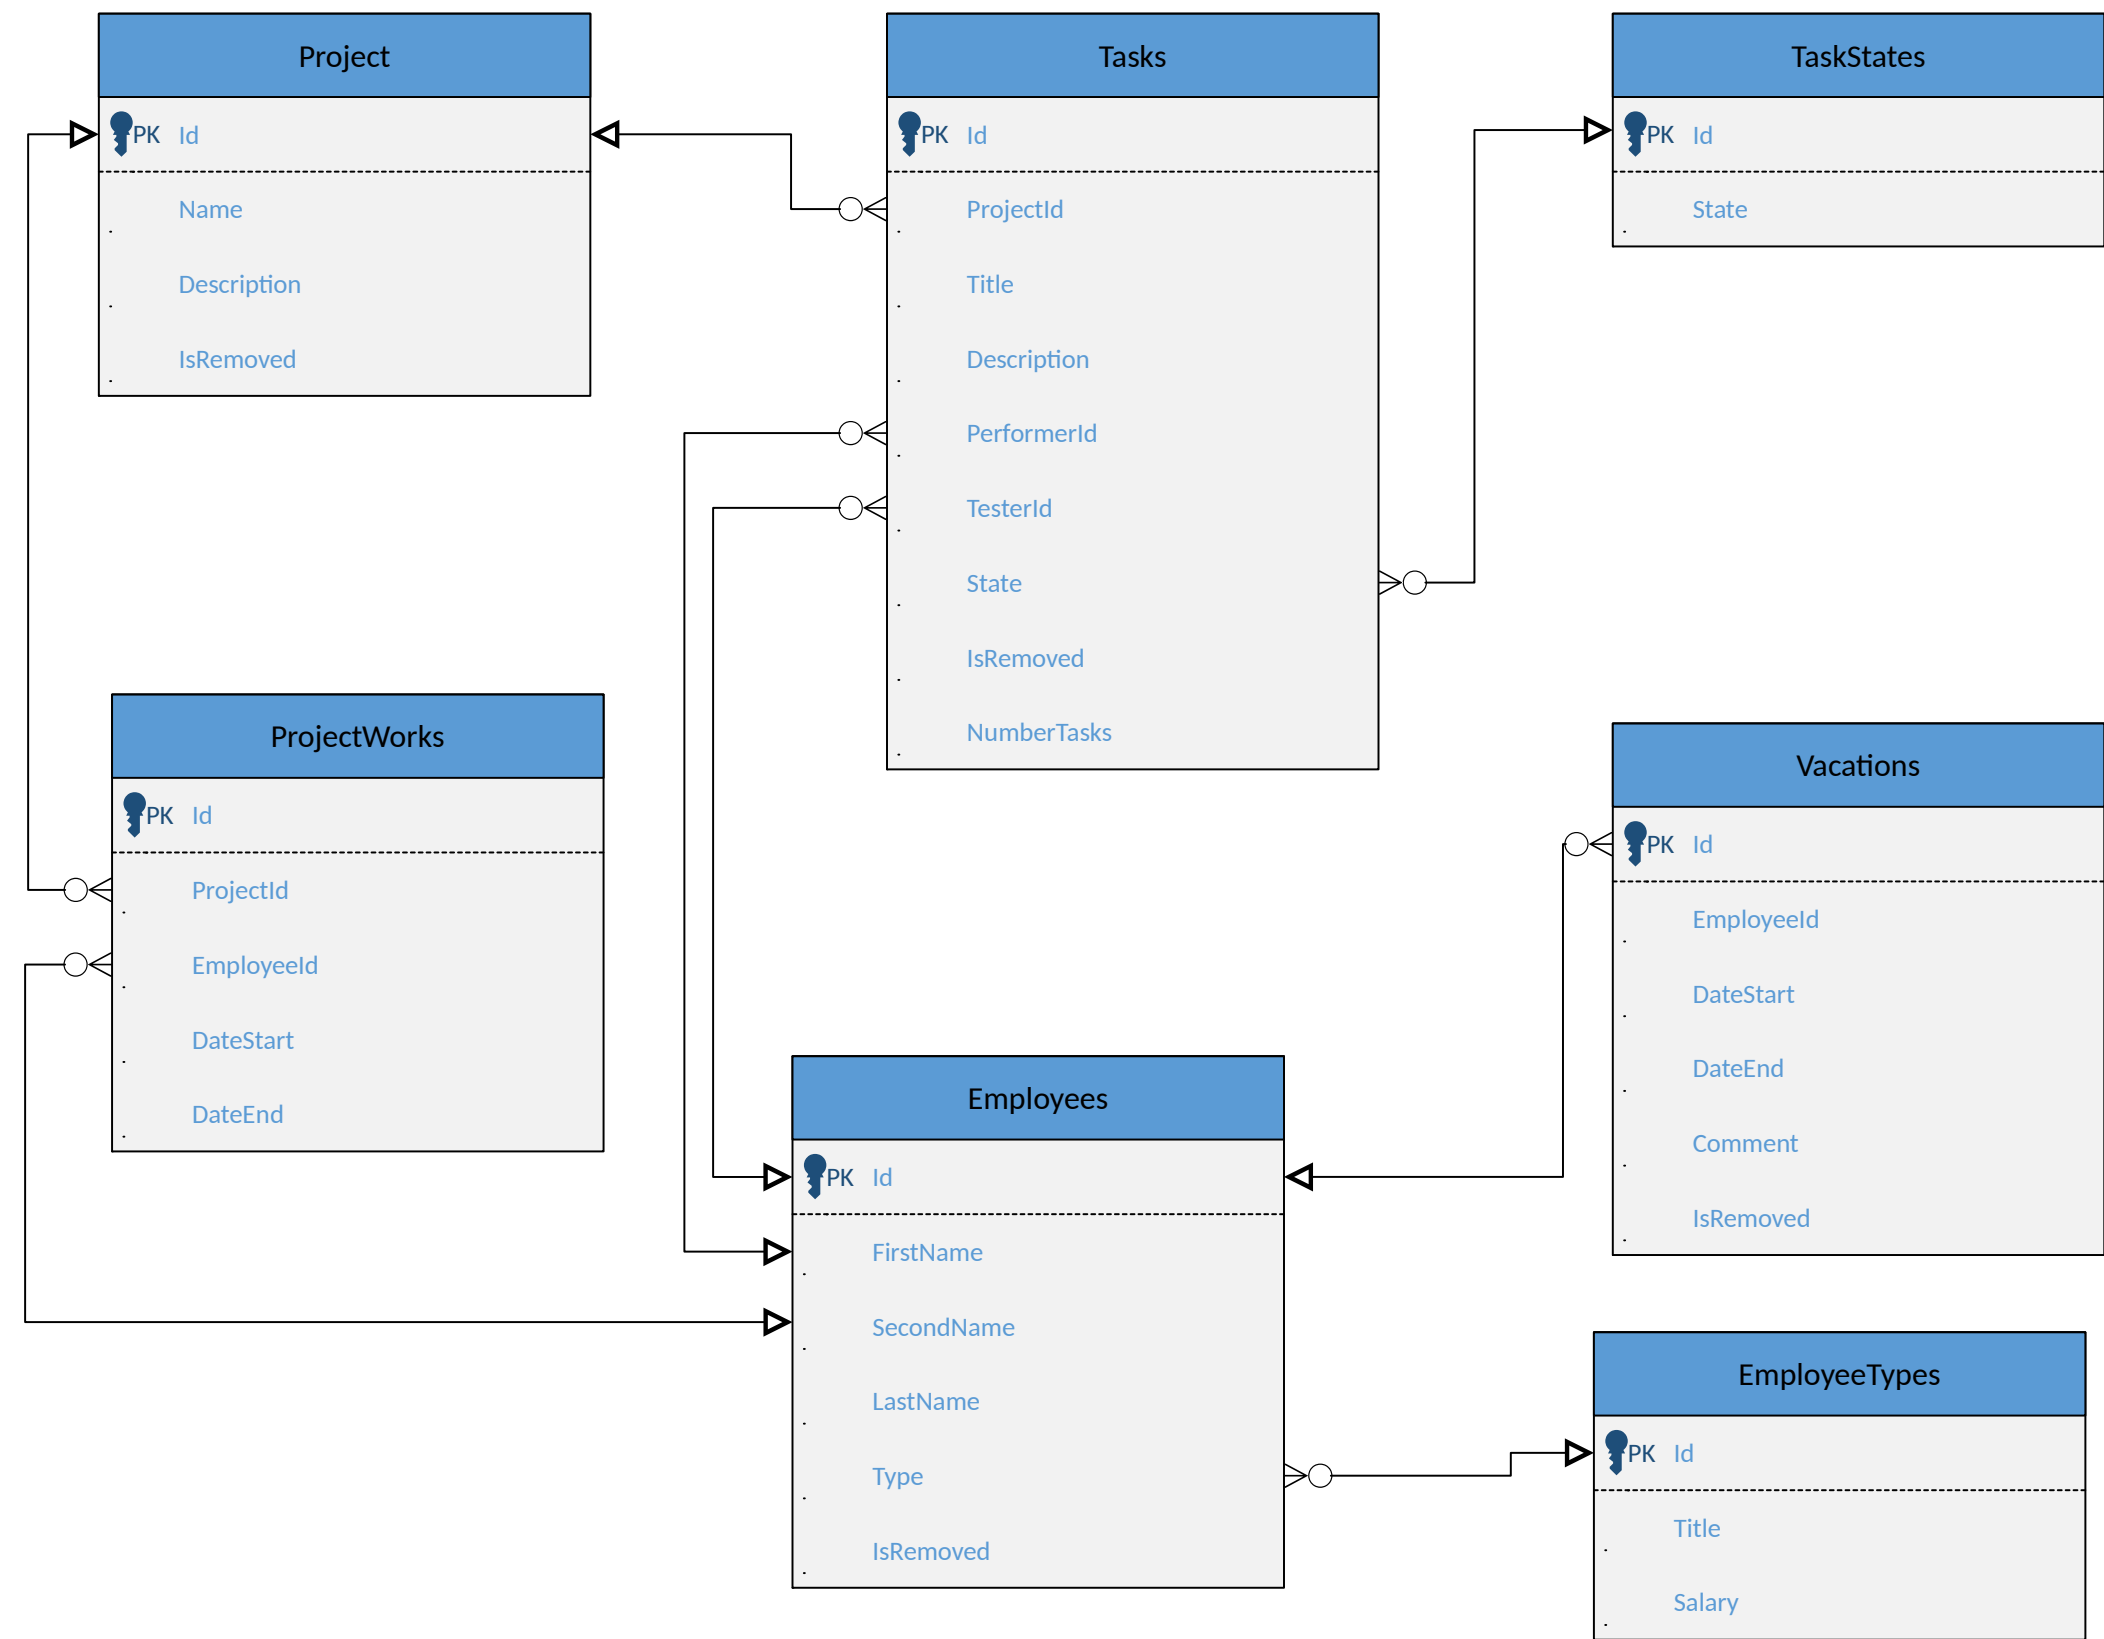 Project
PK Id
Name
Description
IsRemoved
Tasks
PK Id
ProjectId
Title
Description
PerformerId
TesterId
State
IsRemoved
NumberTasks
TaskStates
PK Id
State
ProjectWorks
PK Id
ProjectId
EmployeeId
DateStart
DateEnd
Vacations
PK Id
EmployeeId
DateStart
DateEnd
Comment
IsRemoved
Employees
PK Id
FirstName
SecondName
LastName
Type
IsRemoved
EmployeeTypes
PK Id
Title
Salary